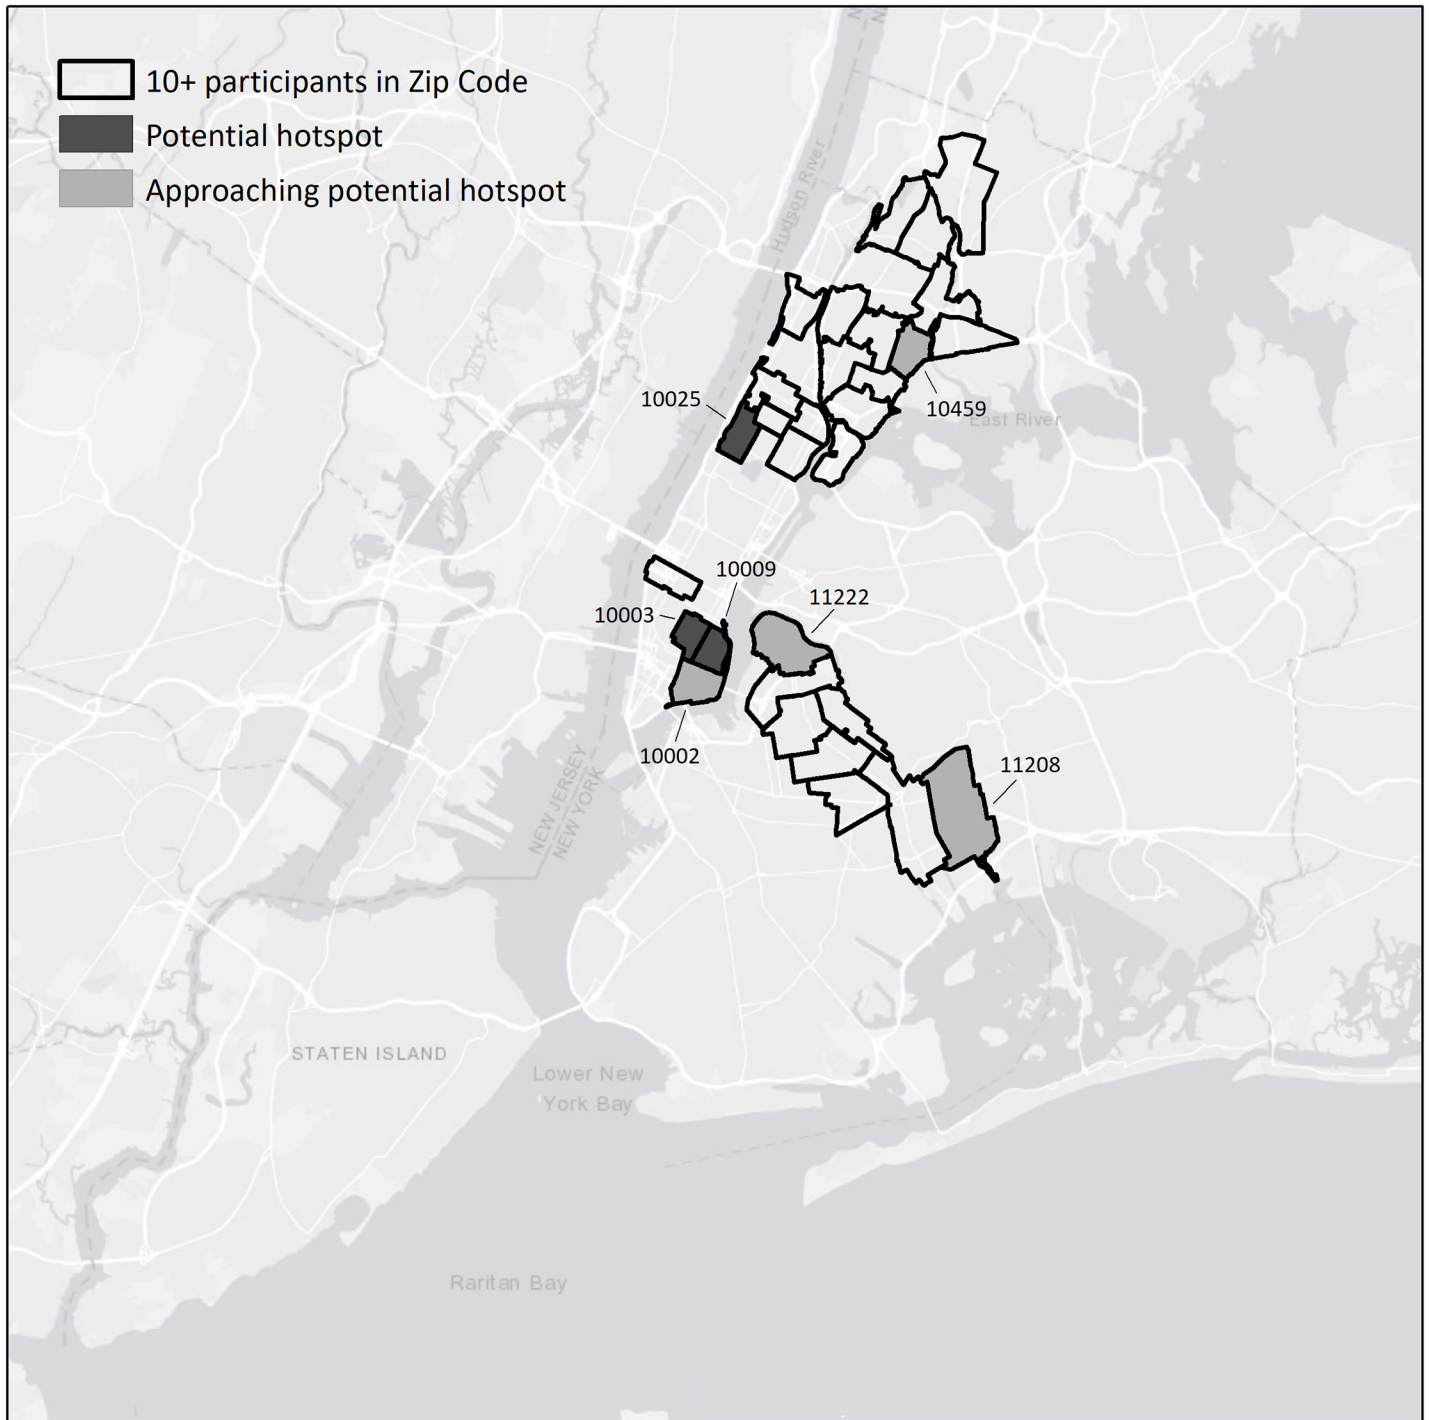 10+ participants in Zip Code
Potential hotspot
Approaching potential hotspot
Hudson River
10025
10459
East River
10009
11222
10003
10002
11208
NEW JERSEY
NEW YORK
STATEN ISLAND
Lower New
York Bay
Raritan Bay